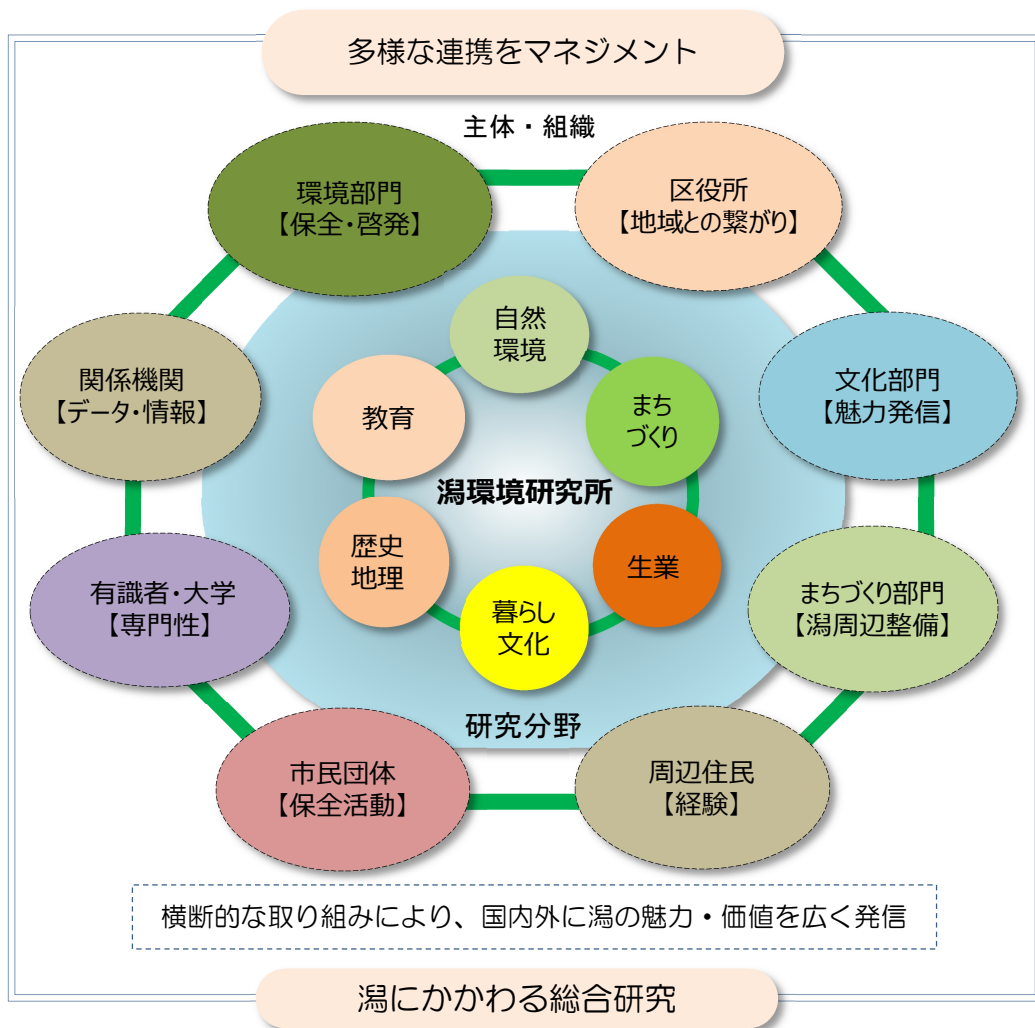 多様な連携をマネジメント
主体・組織
環境部門
【保全・啓発】
区役所
【地域との繋がり】
関係機関
【データ・情報】
文化部門
【魅力発信】
自然
環境
教育
まち
づくり
潟環境研究所
歴史
地理
生業
暮らし
文化
有識者・大学
【専門性】
まちづくり部門
【潟周辺整備】
研究分野
市民団体
【保全活動】
周辺住民
【経験】
横断的な取り組みにより、国内外に潟の魅力・価値を広く発信
潟にかかわる総合研究